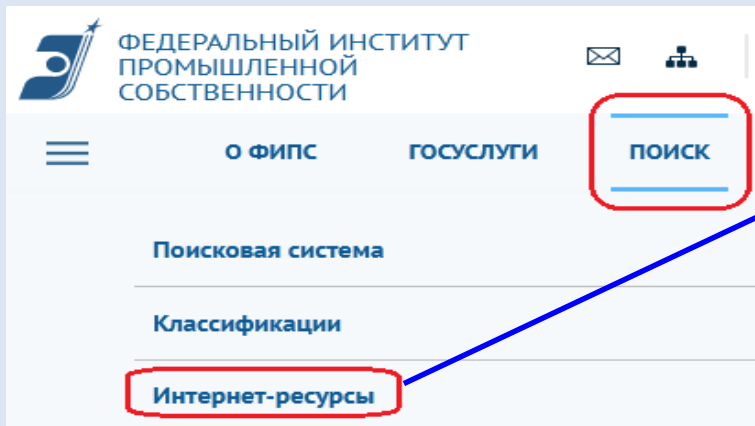 ФЕДЕРАЛЬНЫЙ ИНСТИТУТ
ПРОМЫШЛЕННОЙ
СОБСТВЕННОСТИ
О ФИПС ГОСУСЛУГИ ПОИСК
Поисковая система
Классификации
Интернет-ресурсы